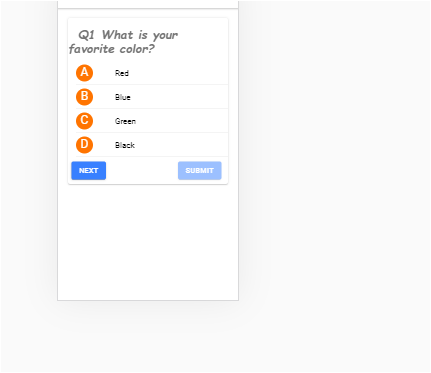 Q1 What is your
favorite color?
A Red
B Blue
C Green
D Black
NEXT SUBMIT